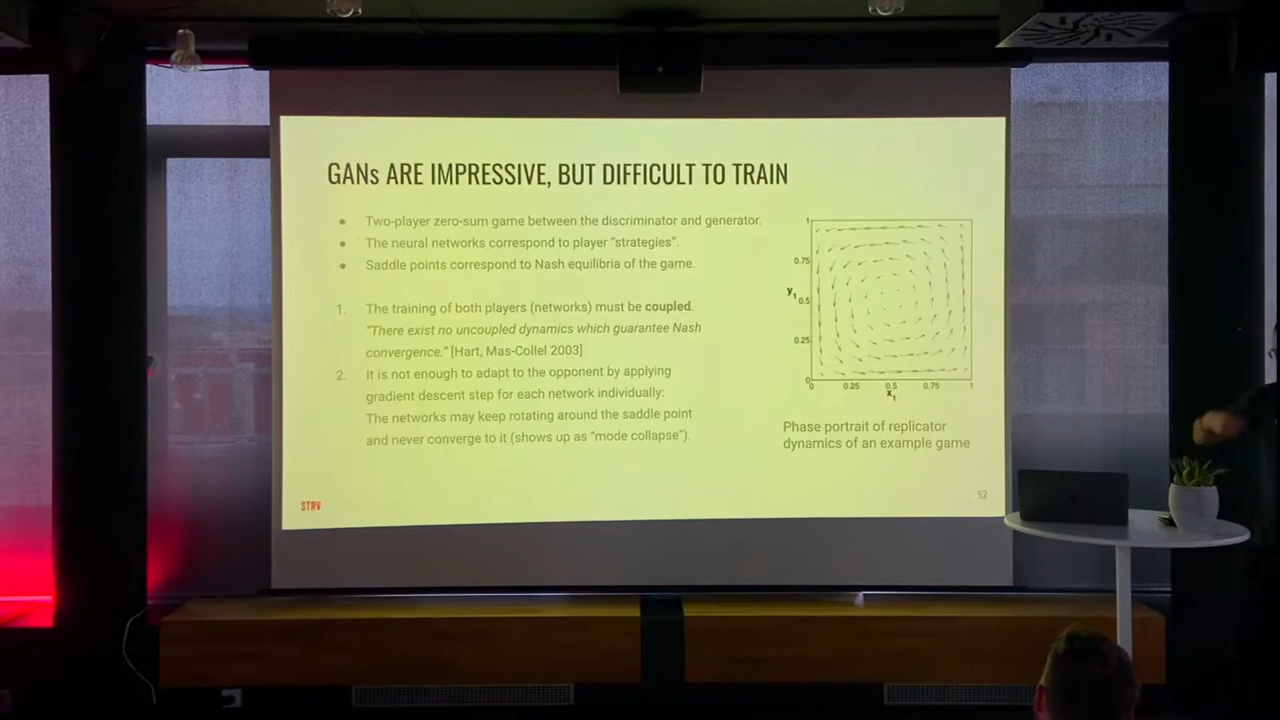 GANs ARE IMPRESSIVE, BUT DIFFICULT TO TRAIN
● Two-player zero-sum game between the discriminator and generator.
● The neural networks correspond to player “strategies”.
● Saddle points correspond to Nash equilibria of the game.
1. The training of both players (networks) must be coupled.
“There exist no uncoupled dynamics which guarantee Nash
convergence.” [Hart, Mas-Collel 2003]
2. It is not enough to adapt to the opponent by applying
gradient descent step for each network individually:
The networks may keep rotating around the saddle point
and never converge to it (shows up as “mode collapse”).
1
0.75
y1 0.5
0.25
0
0 0.25 0.5 0.75 1
x1
Phase portrait of replicator
dynamics of an example game
STRV
52